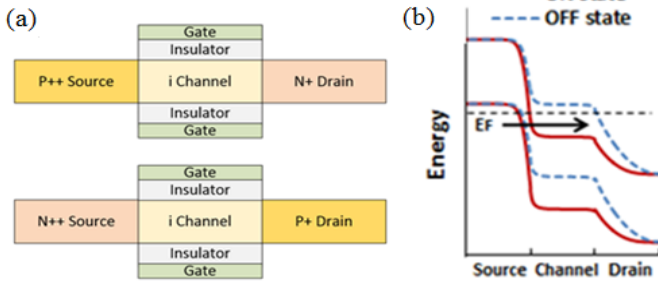 (a)
Gate
Insulator
P++ Source
i Channel
N+ Drain
Insulator
Gate
Gate
Insulator
N++ Source
i Channel
P+ Drain
Insulator
Gate
(b)
OFF state
EF
Energy
Source
Channel
Drain